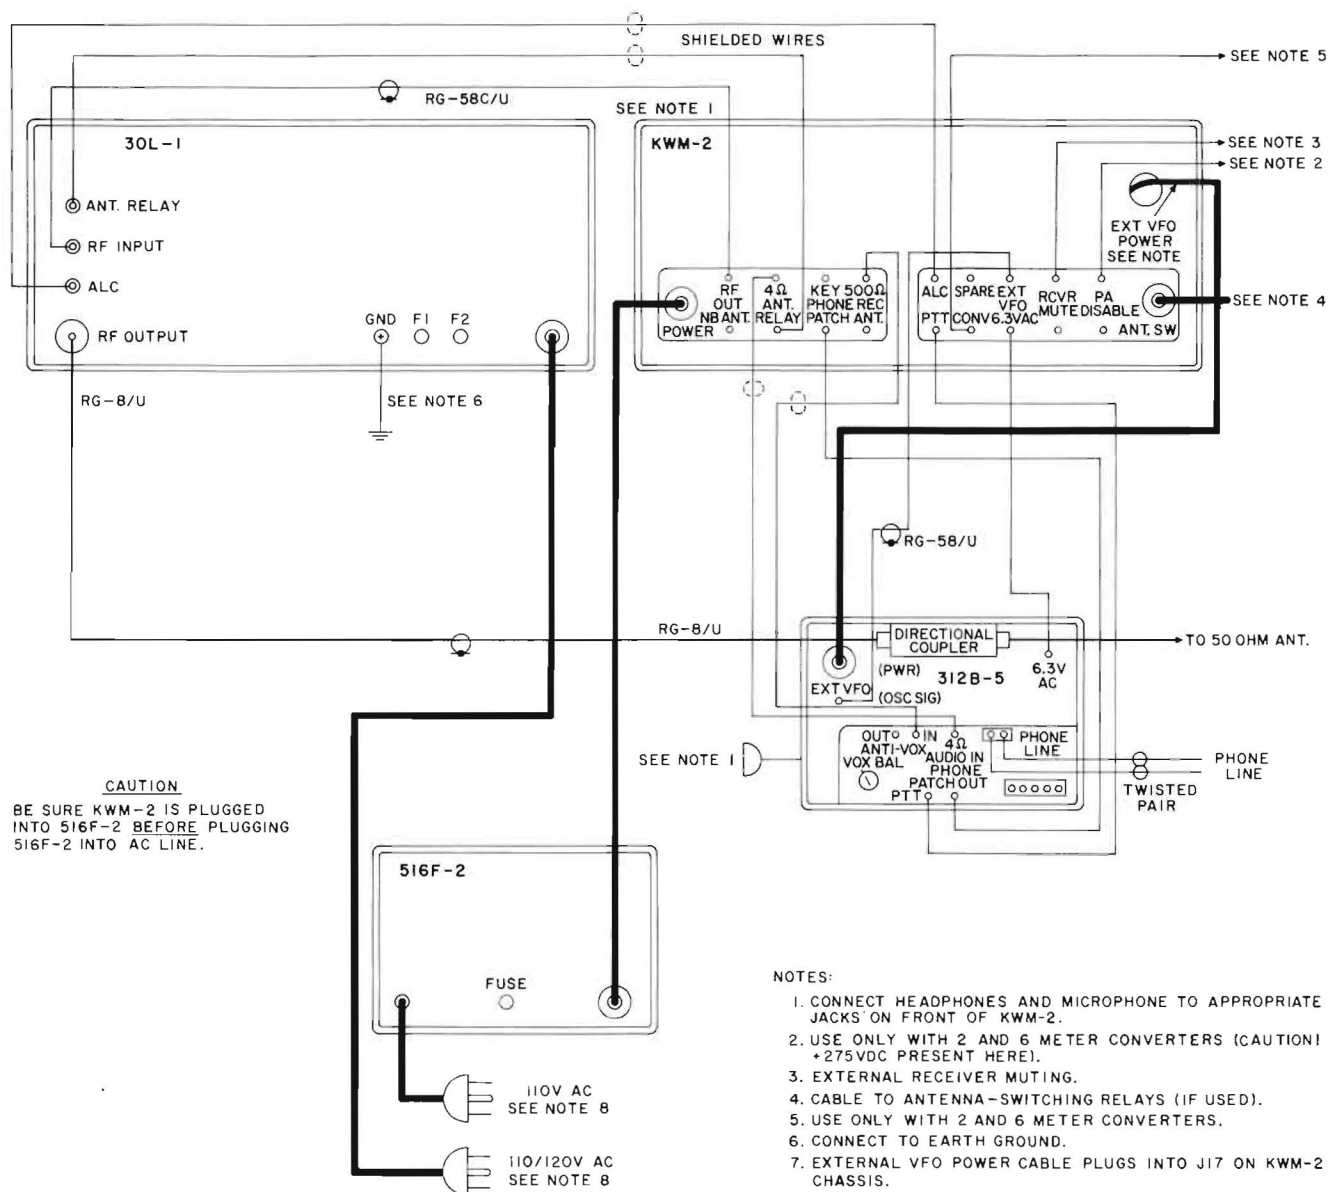 SHIELDED WIRES
SEE NOTE 5
RG-58C/U
SEE NOTE 1
30L-1
KWM-2
SEE NOTE 3
SEE NOTE 2
ANT. RELAY
RF INPUT
ALC
RF OUTPUT
GND F1 F2
EXT VFO
POWER
SEE NOTE
RF
OUT
NB ANT.
POWER
4Ω
ANT.
RELAY
KEY 500Ω
PHONE REC
PATCH ANT.
ALC SPARE EXT
VFO
PTT CONV 6.3VAC
RCVR
MUTE
PA
DISABLE
ANT. SW
SEE NOTE 4
RG-8/U
SEE NOTE 6
RG-58/U
RG-8/U
DIRECTIONAL
COUPLER
TO 50 OHM ANT.
(PWR)
312B-5
6.3V
AC
EXT VFO
(OSC SIG)
OUT IN
ANTI-VOX
VOX BAL
4Ω
AUDIO IN
PHONE
PATCH OUT
PTT
PHONE
LINE
SEE NOTE 1
PHONE
LINE
TWISTED
PAIR
CAUTION
BE SURE KWM-2 IS PLUGGED
INTO 516F-2 BEFORE PLUGGING
516F-2 INTO AC LINE.
516F-2
FUSE
110V AC
SEE NOTE 8
110/120V AC
SEE NOTE 8
NOTES:
1. CONNECT HEADPHONES AND MICROPHONE TO APPROPRIATE
JACKS ON FRONT OF KWM-2.
2. USE ONLY WITH 2 AND 6 METER CONVERTERS (CAUTION!
+275VDC PRESENT HERE).
3. EXTERNAL RECEIVER MUTING.
4. CABLE TO ANTENNA-SWITCHING RELAYS (IF USED).
5. USE ONLY WITH 2 AND 6 METER CONVERTERS.
6. CONNECT TO EARTH GROUND.
7. EXTERNAL VFO POWER CABLE PLUGS INTO J17 ON KWM-2
CHASSIS.